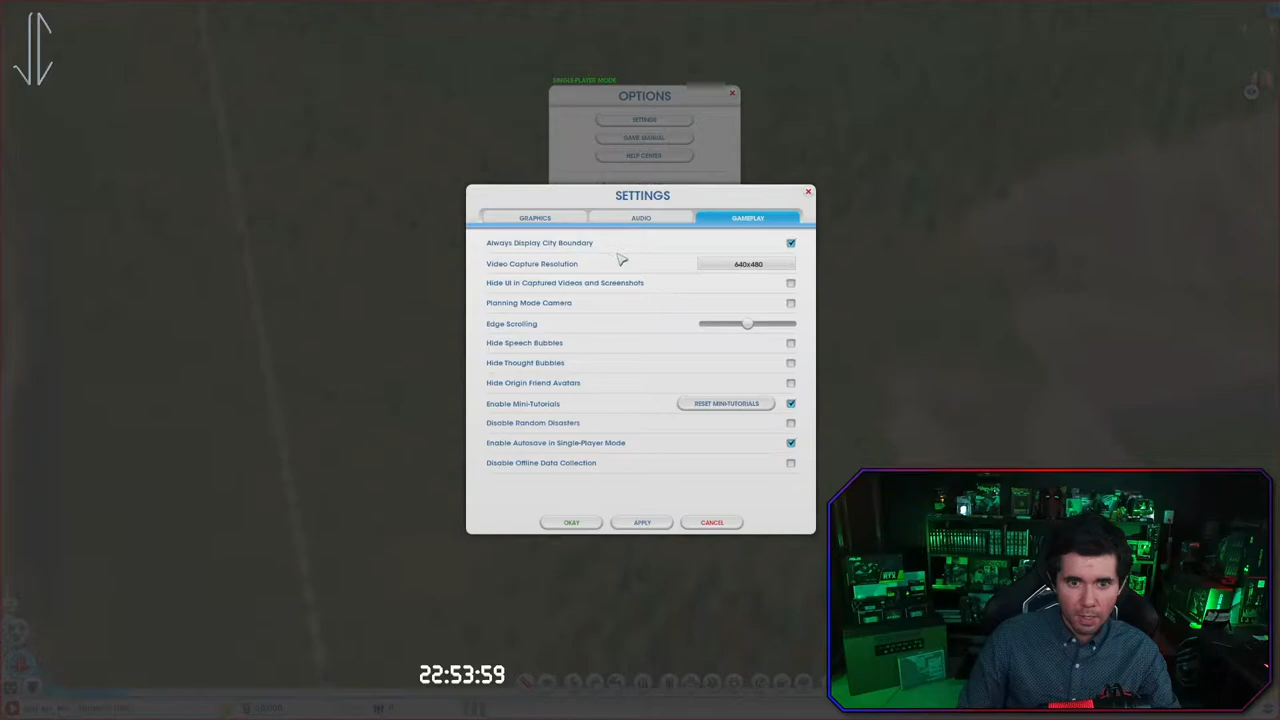 SINGLE-PLAYER MODE
OPTIONS
SETTINGS
GAME MANUAL
HELP CENTER
SETTINGS
GRAPHICS
AUDIO
GAMEPLAY
Always Display City Boundary
Video Capture Resolution
640x480
Hide UI in Captured Videos and Screenshots
Planning Mode Camera
Edge Scrolling
Hide Speech Bubbles
Hide Thought Bubbles
Hide Origin Friend Avatars
Enable Mini-Tutorials
RESET MINI-TUTORIALS
Disable Random Disasters
Enable Autosave in Single-Player Mode
Disable Offline Data Collection
OKAY
APPLY
CANCEL
22:53:59